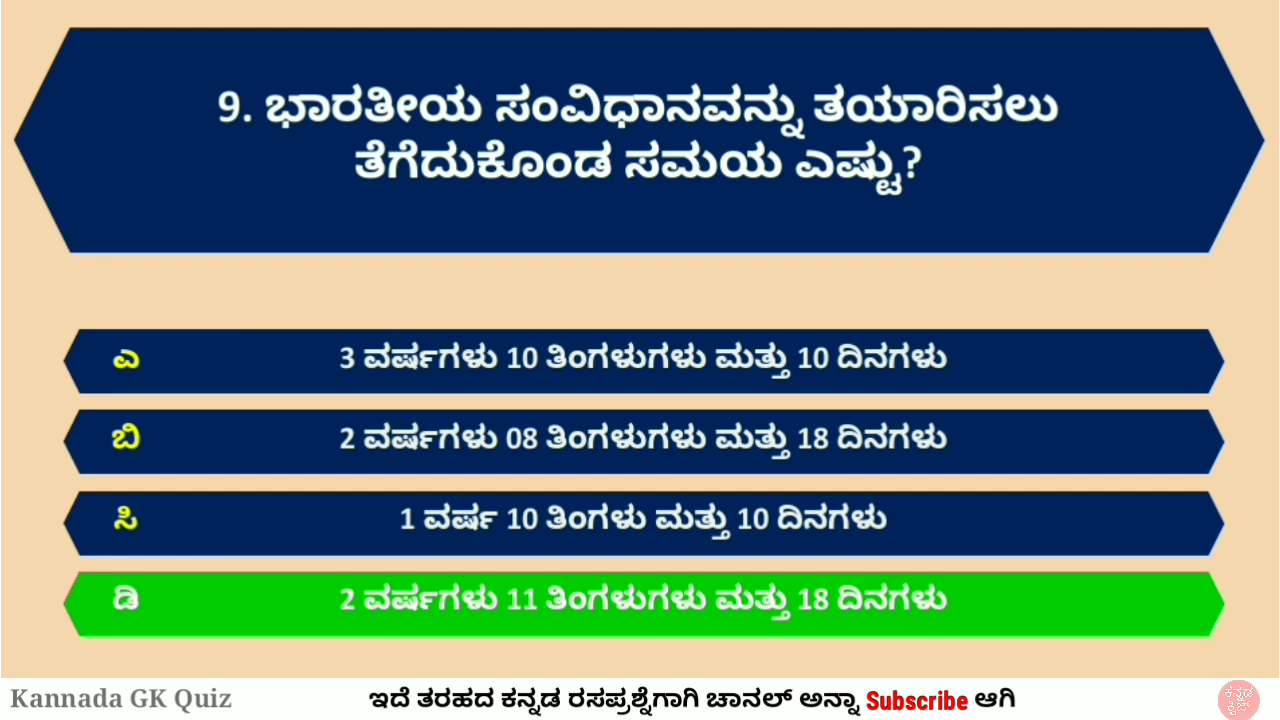 9. ಭಾರತೀಯ ಸಂವಿಧಾನವನ್ನು ತಯಾರಿಸಲು
ತೆಗೆದುಕೊಂಡ ಸಮಯ ಎಷ್ಟು?
ಎ 3 ವರ್ಷಗಳು 10 ತಿಂಗಳುಗಳು ಮತ್ತು 10 ದಿನಗಳು
ಬಿ 2 ವರ್ಷಗಳು 08 ತಿಂಗಳುಗಳು ಮತ್ತು 18 ದಿನಗಳು
ಸಿ 1 ವರ್ಷ 10 ತಿಂಗಳು ಮತ್ತು 10 ದಿನಗಳು
ಡಿ 2 ವರ್ಷಗಳು 11 ತಿಂಗಳುಗಳು ಮತ್ತು 18 ದಿನಗಳು
Kannada GK Quiz ಇದೆ ತರಹದ ಕನ್ನಡ ರಸಪ್ರಶ್ನೆಗಾಗಿ ಚಾನಲ್ ಅನ್ನಾ Subscribe ಆಗಿ
ಕನ್ನಡ
ಕ್ವಿಜ್